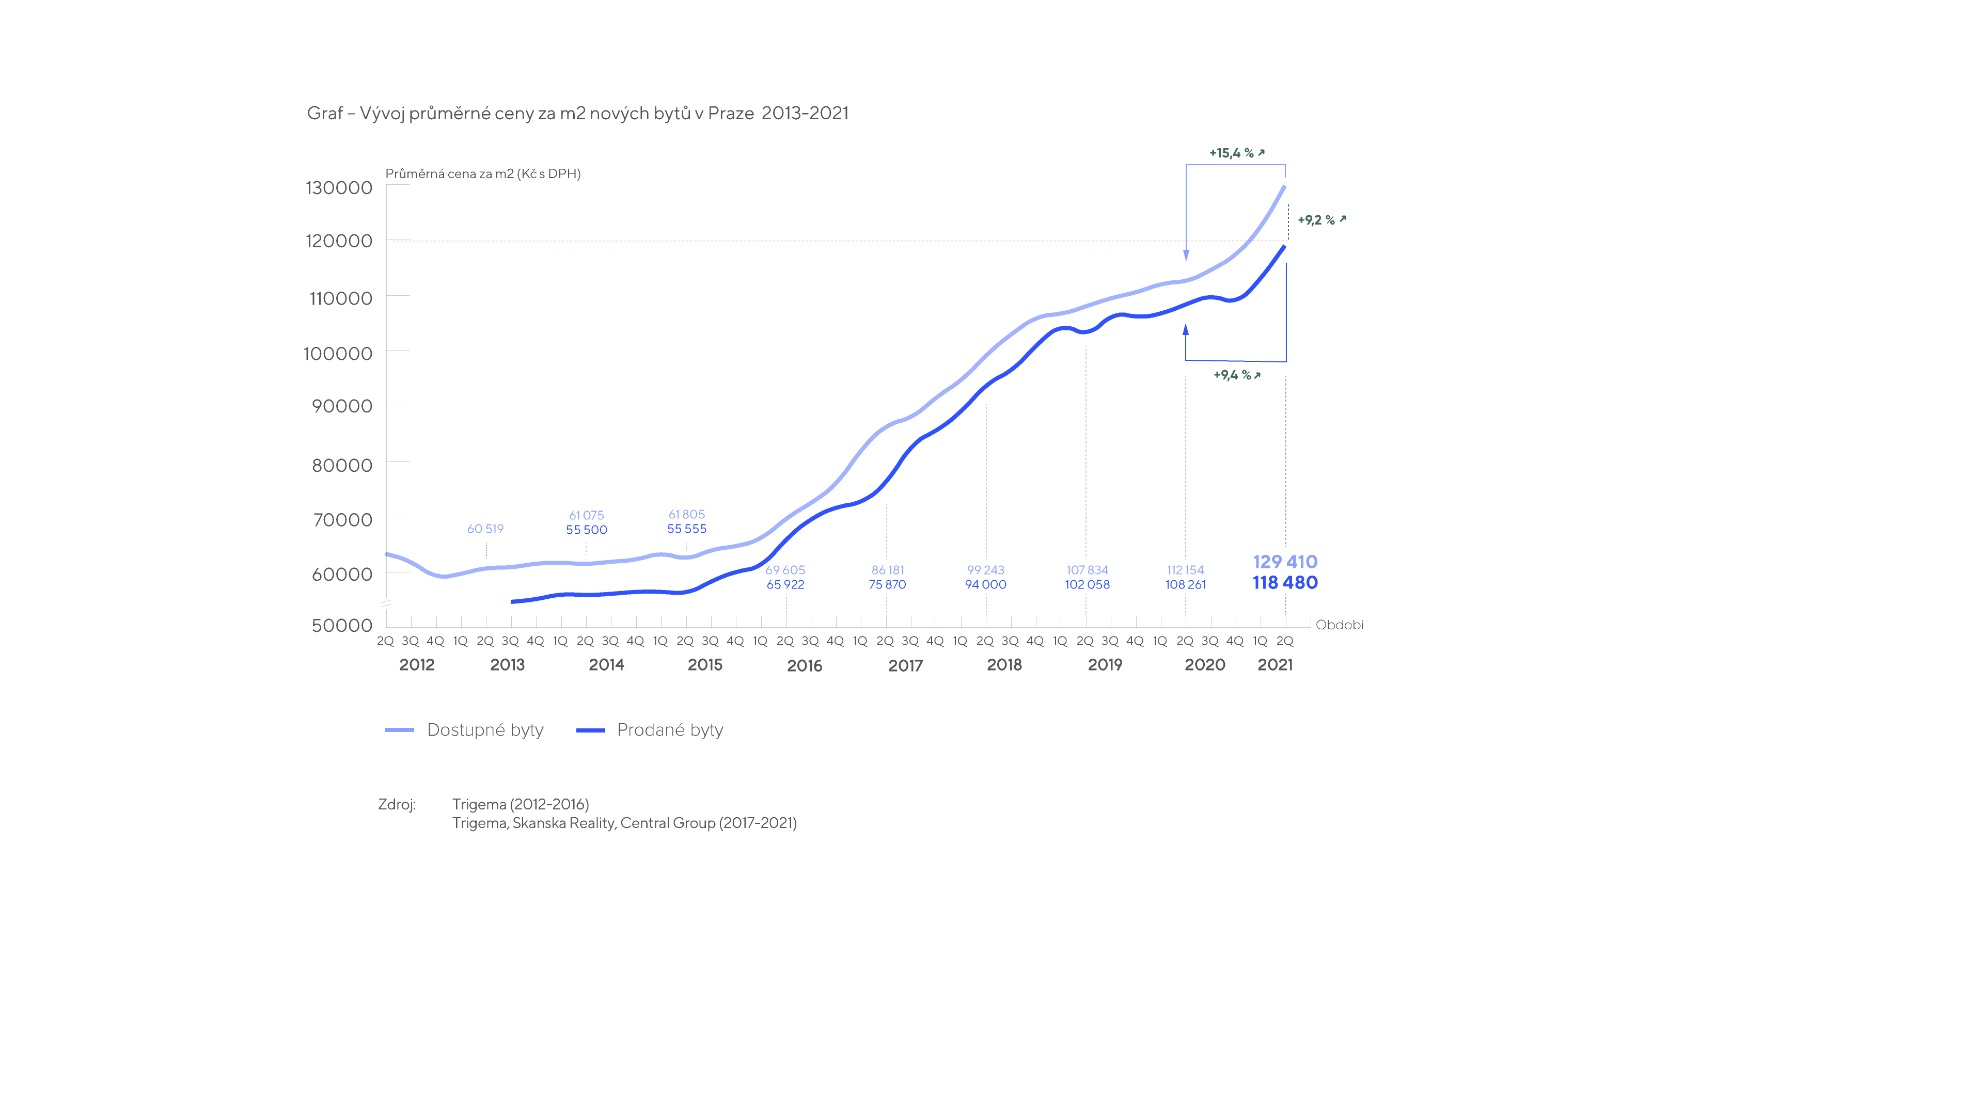 Graf – Vývoj průměrné ceny za m2 nových bytů v Praze 2013-2021
+15,4 % ↗
Průměrná cena za m2 (Kč s DPH)
130000
+9,2 % ↗
120000
110000
100000
+9,4 % ↗
90000
80000
70000
61 075
61 805
60 519
55 500
55 555
60000
69 605
86 181
99 243
107 834
112 154
129 410
65 922
75 870
94 000
102 058
108 261
118 480
50000
Období
2Q 3Q 4Q 1Q 2Q 3Q 4Q 1Q 2Q 3Q 4Q 1Q 2Q 3Q 4Q 1Q 2Q 3Q 4Q 1Q 2Q 3Q 4Q 1Q 2Q 3Q 4Q 1Q 2Q 3Q 4Q 1Q 2Q 3Q 4Q 1Q 2Q
2012 2013 2014 2015 2016 2017 2018 2019 2020 2021
Dostupné byty Prodané byty
Zdroj: Trigema (2012-2016)
Trigema, Skanska Reality, Central Group (2017-2021)